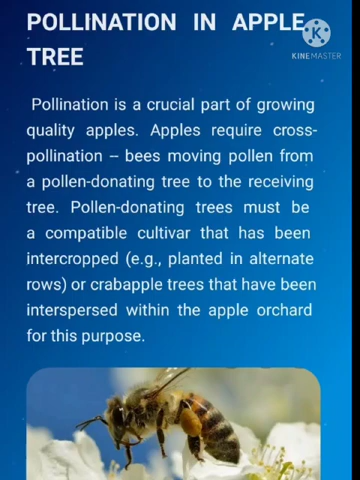 POLLINATION IN APPLE
TREE
K
KINEMASTER
Pollination is a crucial part of growing
quality apples. Apples require cross-
pollination – bees moving pollen from
a pollen-donating tree to the receiving
tree. Pollen-donating trees must be
a compatible cultivar that has been
intercropped (e.g., planted in alternate
rows) or crabapple trees that have been
interspersed within the apple orchard
for this purpose.